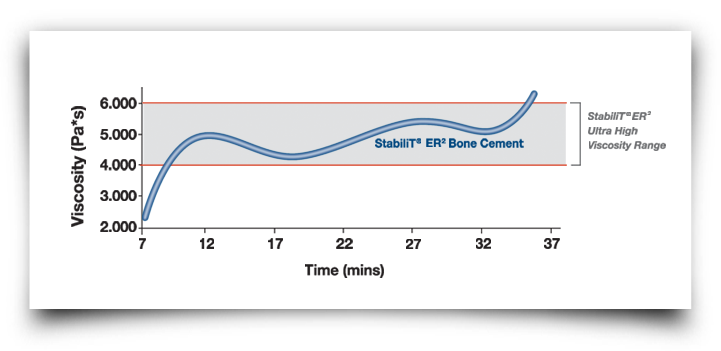 6.000
5.000
4.000
3.000
2.000
Viscosity (Pa*s)
StabiliT® ER² Bone Cement
StabiliT®ER²
Ultra High
Viscosity Range
7 12 17 22 27 32 37
Time (mins)